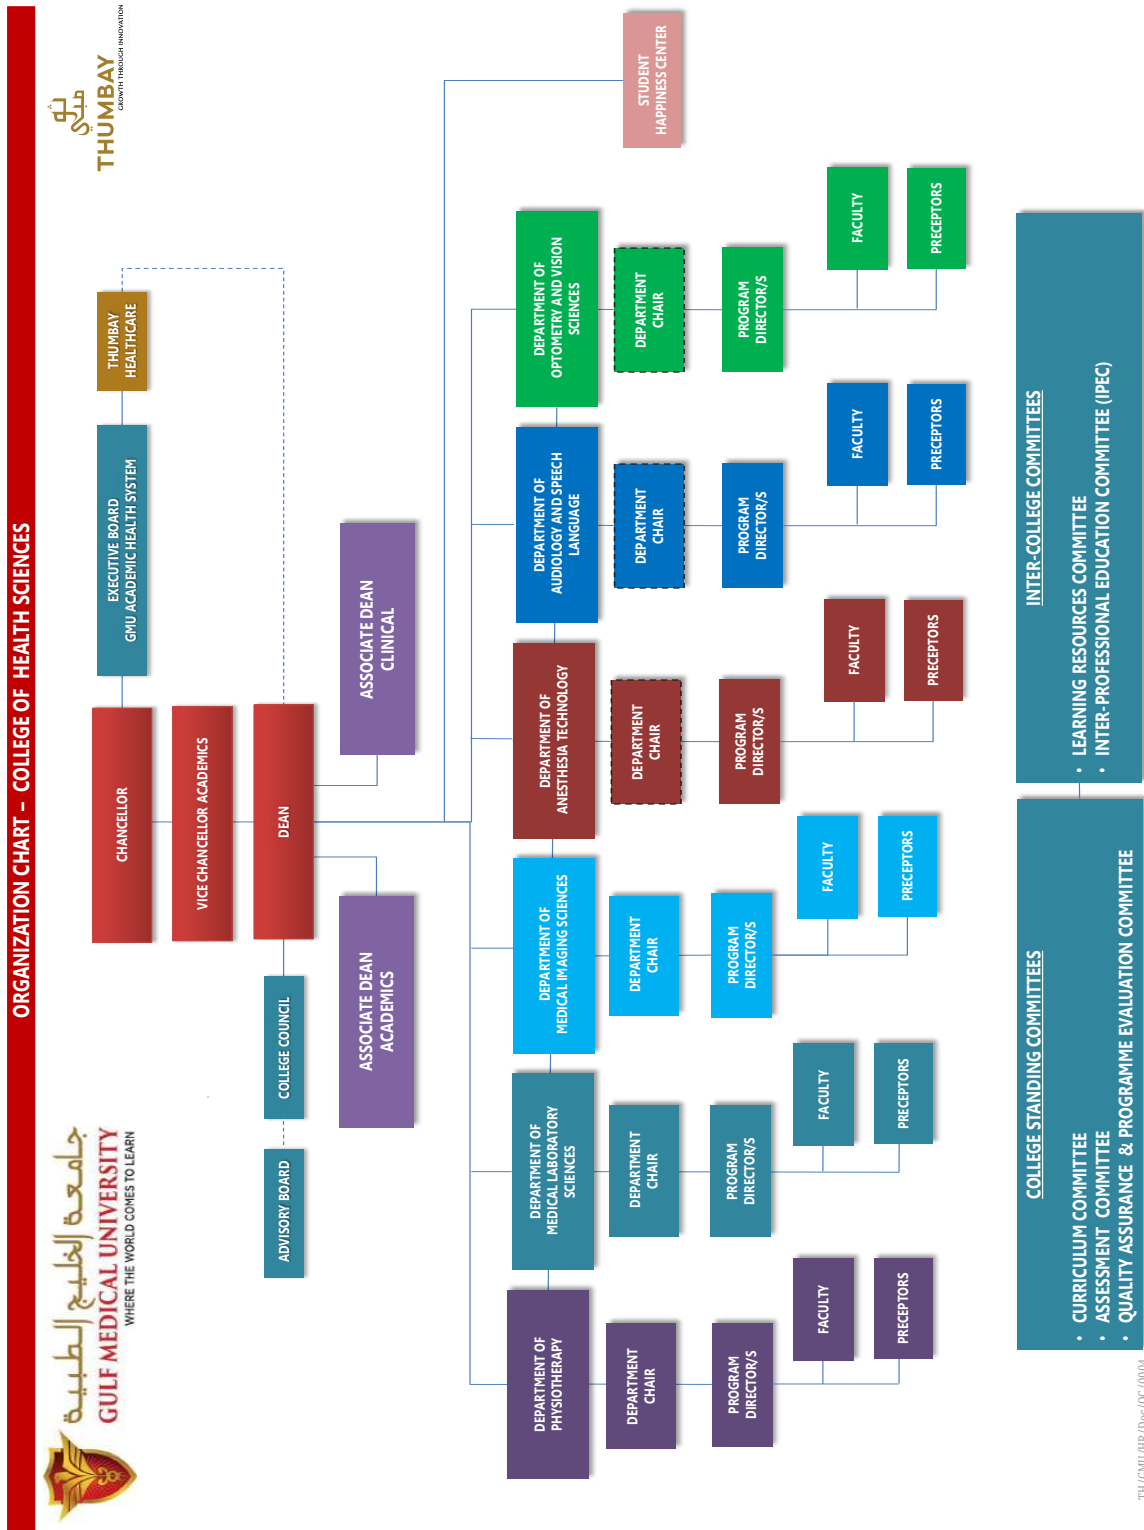 ORGANIZATION CHART – COLLEGE OF HEALTH SCIENCES
جامعة الخليج الطبية
GULF MEDICAL UNIVERSITY
WHERE THE WORLD COMES TO LEARN
THUMBAY
GROWTH THROUGH INNOVATION
CHANCELLOR
EXECUTIVE BOARD
GMU ACADEMIC HEALTH SYSTEM
THUMBAY
HEALTHCARE
VICE CHANCELLOR ACADEMICS
ADVISORY BOARD
COLLEGE COUNCIL
DEAN
ASSOCIATE DEAN
ACADEMICS
ASSOCIATE DEAN
CLINICAL
DEPARTMENT OF
PHYSIOTHERAPY
DEPARTMENT
CHAIR
PROGRAM
DIRECTOR/S
FACULTY
PRECEPTORS
DEPARTMENT OF
MEDICAL LABORATORY
SCIENCES
DEPARTMENT
CHAIR
PROGRAM
DIRECTOR/S
FACULTY
PRECEPTORS
DEPARTMENT OF
MEDICAL IMAGING SCIENCES
DEPARTMENT
CHAIR
PROGRAM
DIRECTOR/S
FACULTY
PRECEPTORS
DEPARTMENT OF
ANESTHESIA TECHNOLOGY
DEPARTMENT
CHAIR
PROGRAM
DIRECTOR/S
FACULTY
PRECEPTORS
DEPARTMENT OF
AUDIOLOGY AND SPEECH
LANGUAGE
DEPARTMENT
CHAIR
PROGRAM
DIRECTOR/S
FACULTY
PRECEPTORS
DEPARTMENT OF
OPTOMETRY AND VISION
SCIENCES
DEPARTMENT
CHAIR
PROGRAM
DIRECTOR/S
FACULTY
PRECEPTORS
STUDENT
HAPPINESS CENTER
COLLEGE STANDING COMMITTEES
• CURRICULUM COMMITTEE
• ASSESSMENT COMMITTEE
• QUALITY ASSURANCE & PROGRAMME EVALUATION COMMITTEE
INTER-COLLEGE COMMITTEES
• LEARNING RESOURCES COMMITTEE
• INTER-PROFESSIONAL EDUCATION COMMITTEE (IPEC)